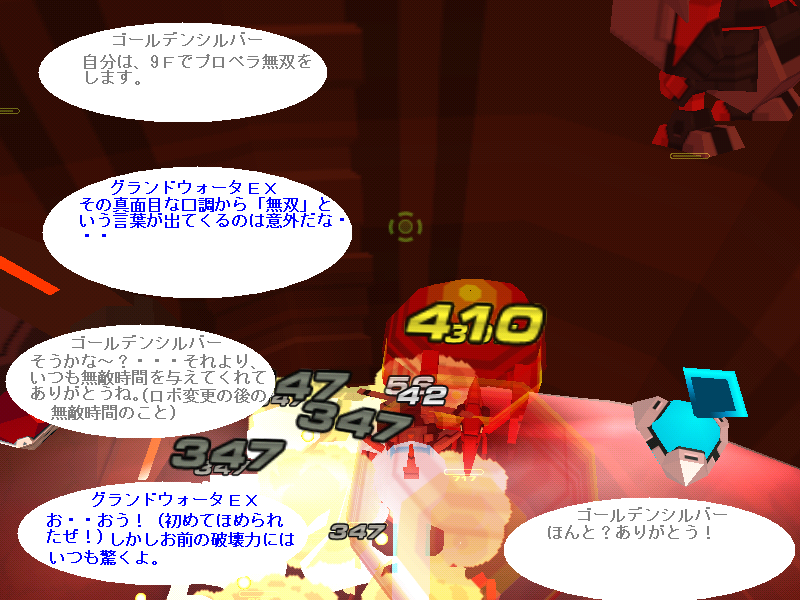 ゴールデンシルバー
自分は、9Ｆでプロペラ無双を
します。
グランドウォータＥＸ
その真面目な口調から「無双」と
いう言葉が出てくるのは意外だな・
・・
ゴールデンシルバー
そうかな～？・・・それより、
いつも無敵時間を与えてくれて
ありがとうね。（ロボ変更の後の
無敵時間のこと）
410
347
347
42
347
347
グランドウォータＥＸ
お・・おう！（初めてほめられ
たぜ！）しかしお前の破壊力には
いつも驚くよ。
ゴールデンシルバー
ほんと？ありがとう！